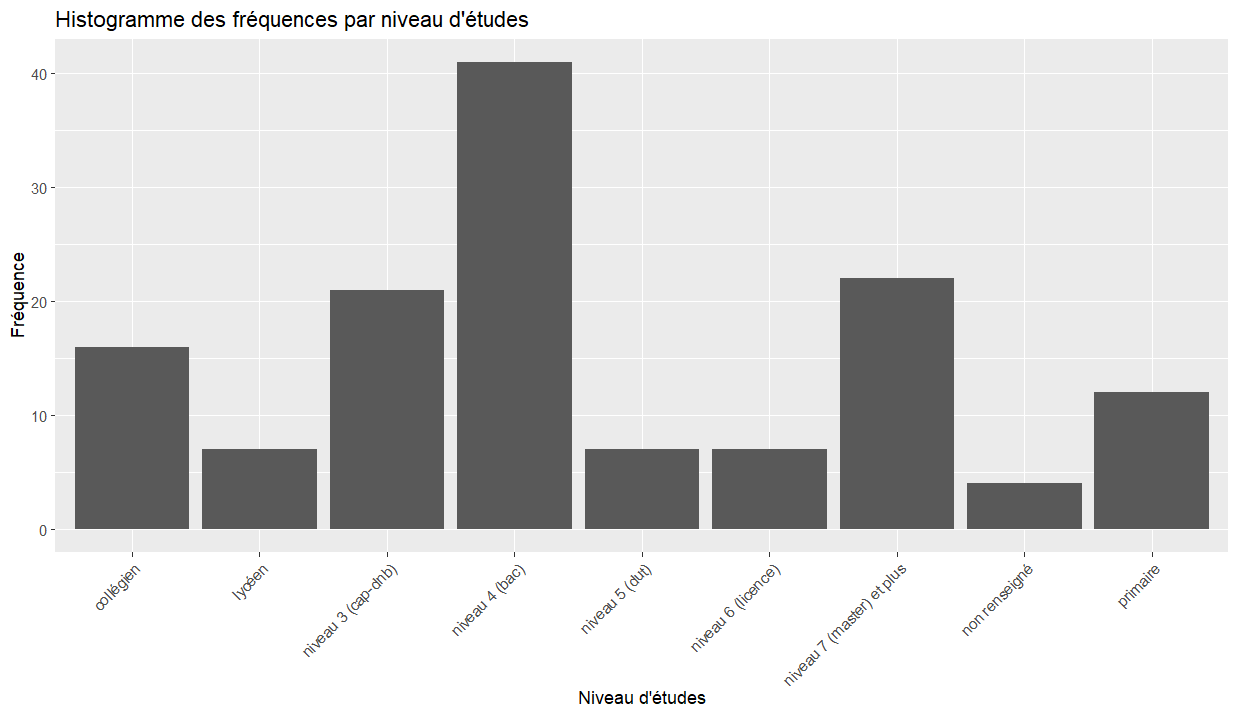 Histogramme des fréquences par niveau d'études
Fréquence
40
30
20
10
0
collégien
lycéen
niveau 3 (cap-dnb)
niveau 4 (bac)
niveau 5 (dut)
niveau 6 (licence)
niveau 7 (master) et plus
non renseigné
primaire
Niveau d'études